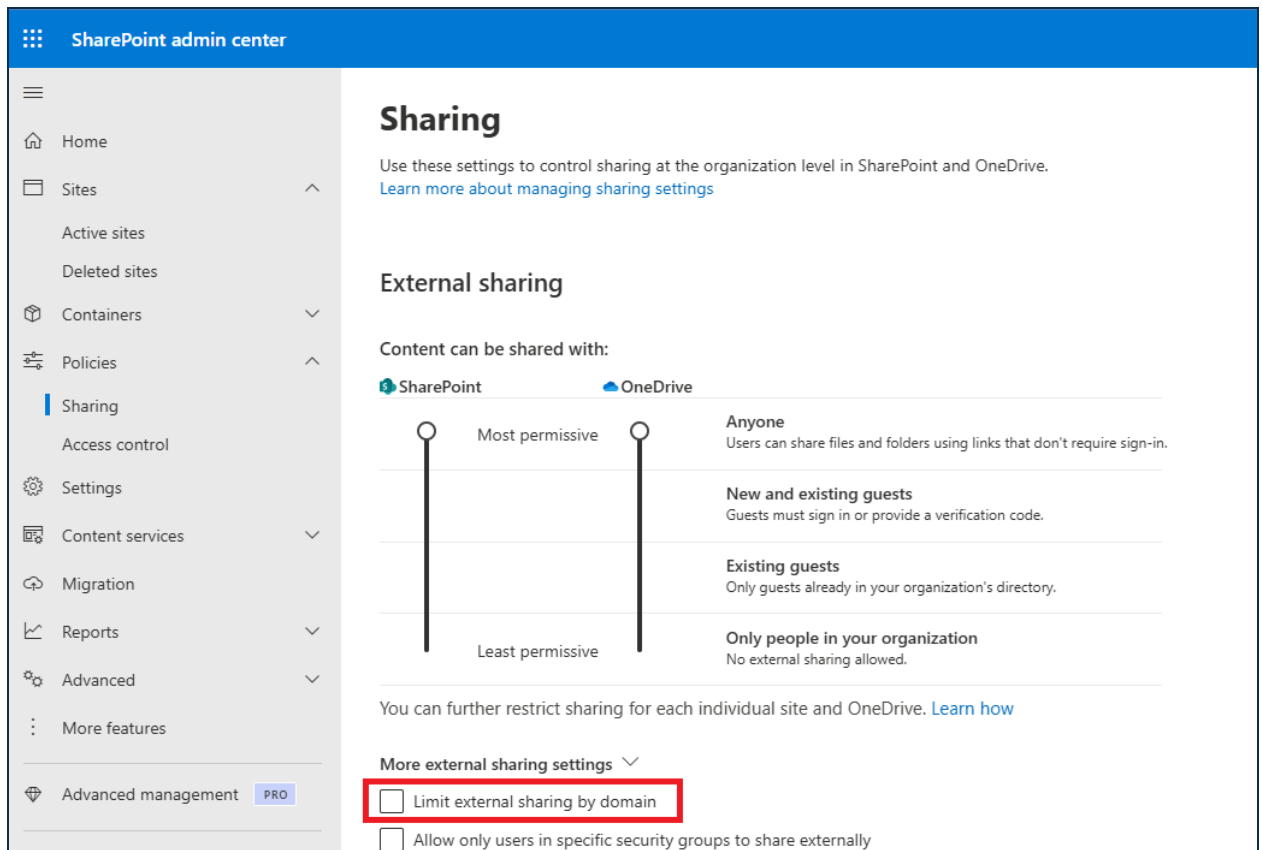 SharePoint admin center
Home
Sites
Active sites
Deleted sites
Containers
Policies
Sharing
Access control
Settings
Content services
Migration
Reports
Advanced
More features
Advanced management PRO
Sharing
Use these settings to control sharing at the organization level in SharePoint and OneDrive.
Learn more about managing sharing settings
External sharing
Content can be shared with:
SharePoint OneDrive
Most permissive
Anyone
Users can share files and folders using links that don't require sign-in.
New and existing guests
Guests must sign in or provide a verification code.
Existing guests
Only guests already in your organization's directory.
Least permissive
Only people in your organization
No external sharing allowed.
You can further restrict sharing for each individual site and OneDrive. Learn how
More external sharing settings
Limit external sharing by domain
Allow only users in specific security groups to share externally